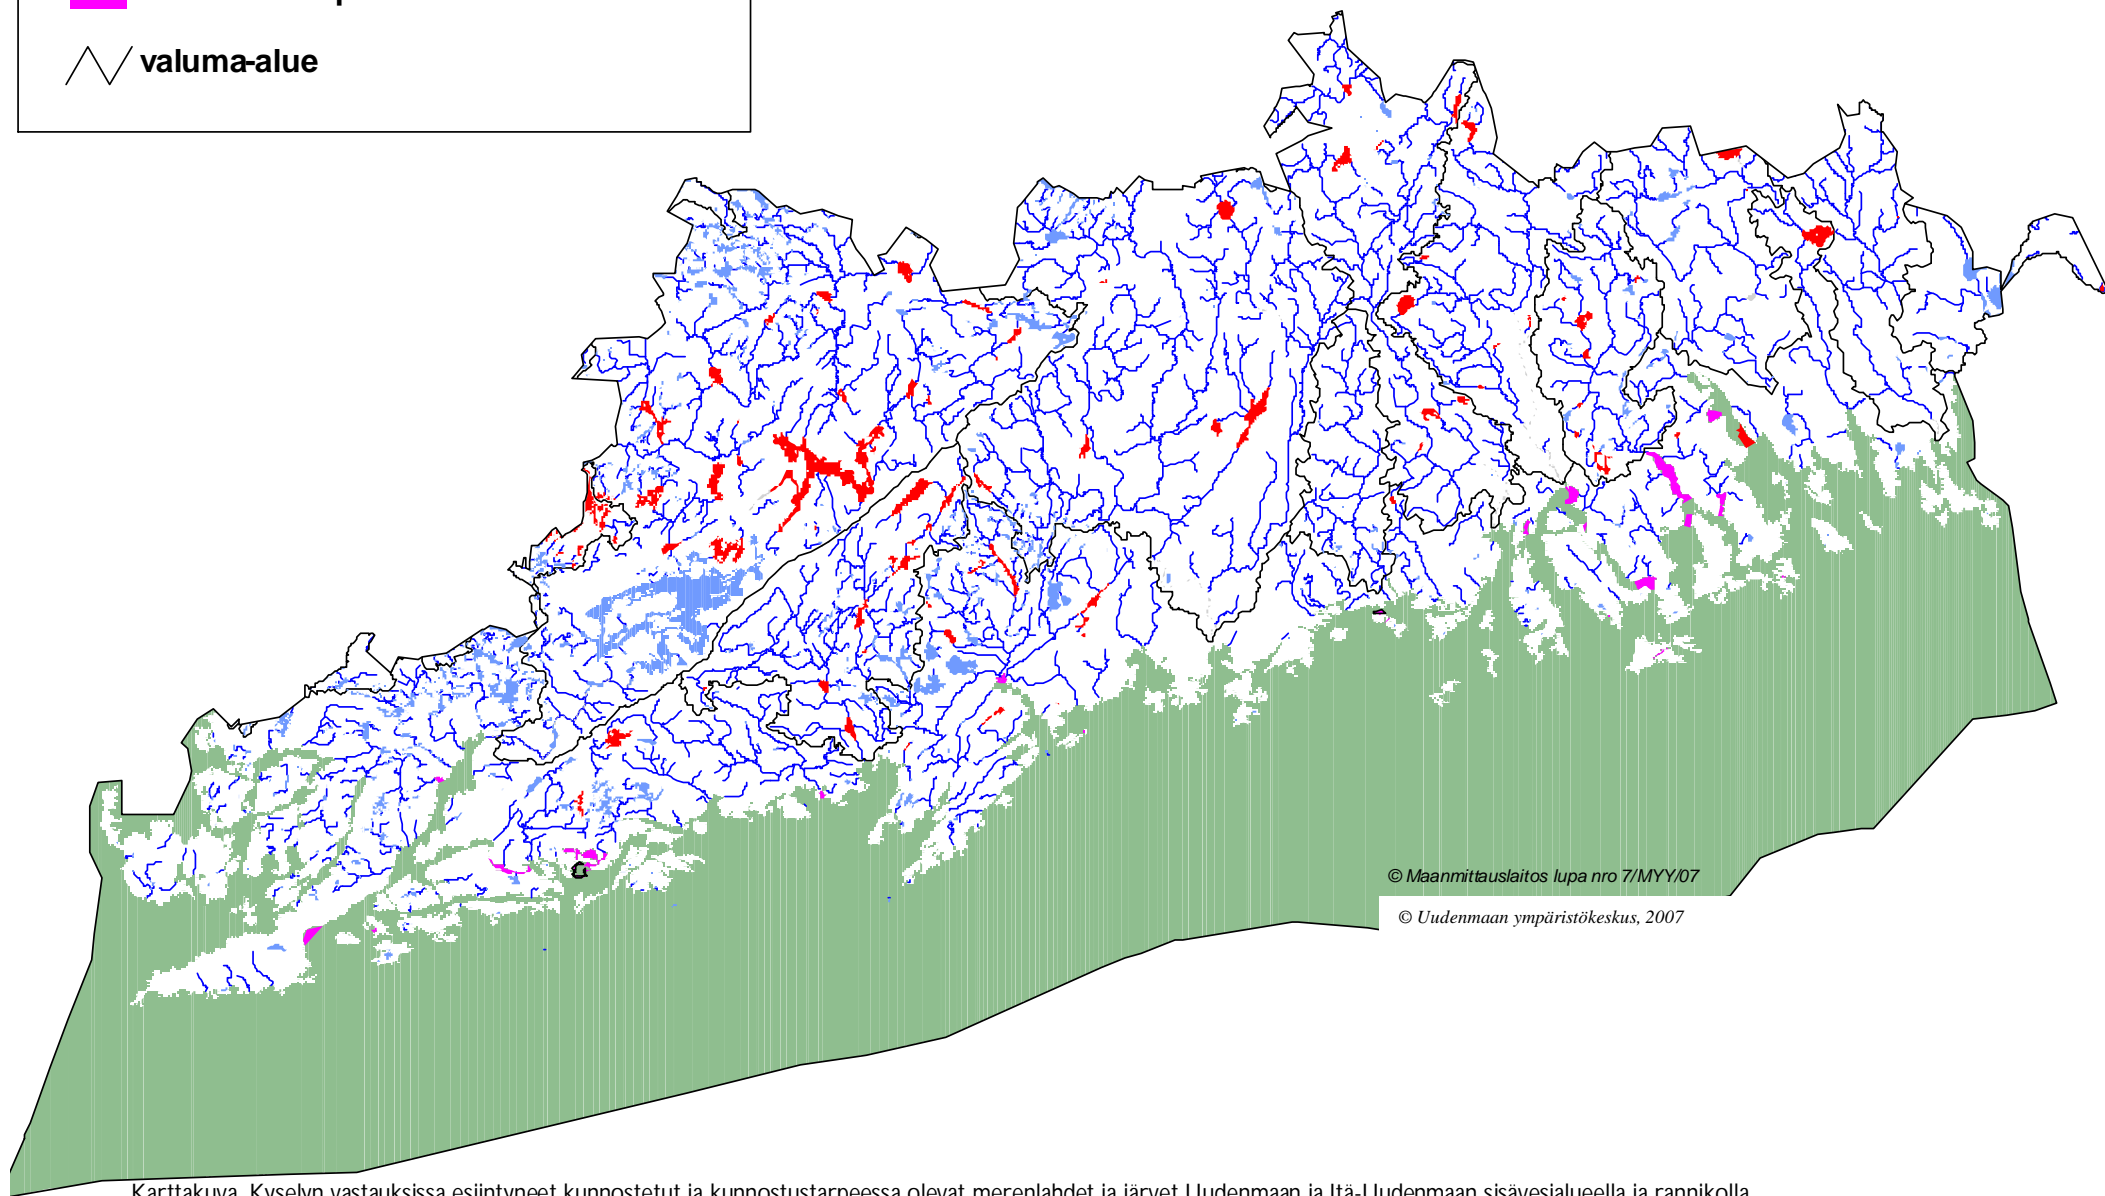 valuma-alue
© Maanmittauslaitos lupa nro 7/MYY/07
© Uudenmaan ympäristökeskus, 2007
Karttakuva. Kyselyn vastauksissa esiintyneet kunnostetut ja kunnostustarpeessa olevat merenlahdet ja järvet Uudenmaan ja Itä-Uudenmaan sisävesialueella ja rannikolla